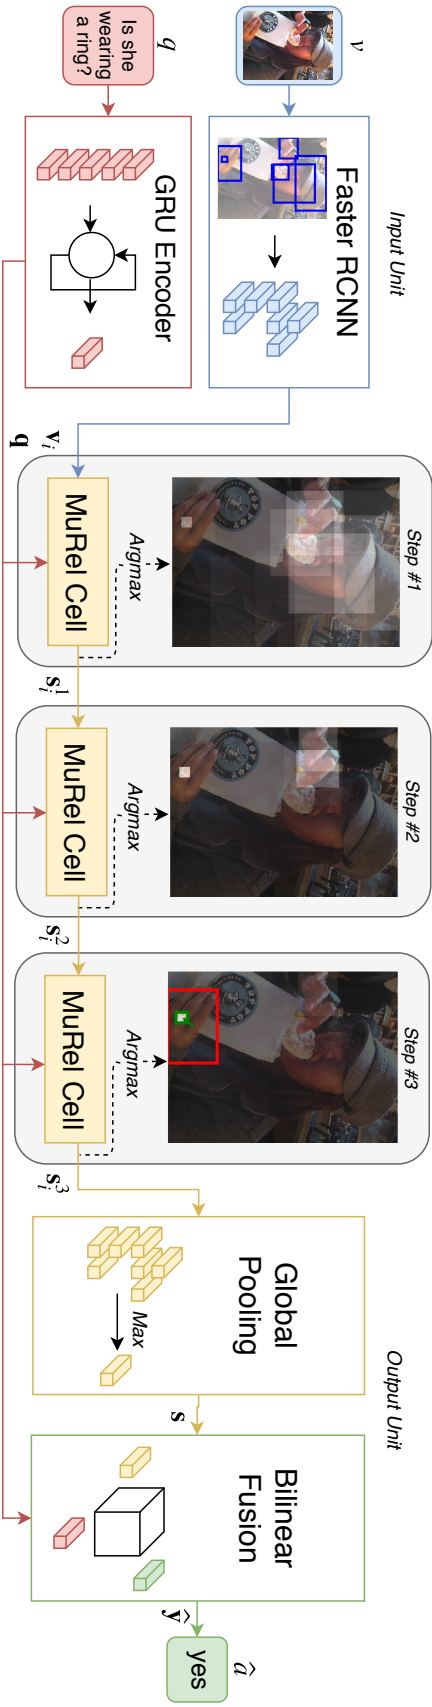 v
q
Is she
wearing
a ring?
Input Unit
Faster RCNN
GRU Encoder
v_i
q
Step #1
Argmax
MuRel Cell
s_i^1
Step #2
Argmax
MuRel Cell
s_i^2
Step #3
Argmax
MuRel Cell
s_i^3
Output Unit
Global
Pooling
Max
s
Bilinear
Fusion
ŷ
â
yes